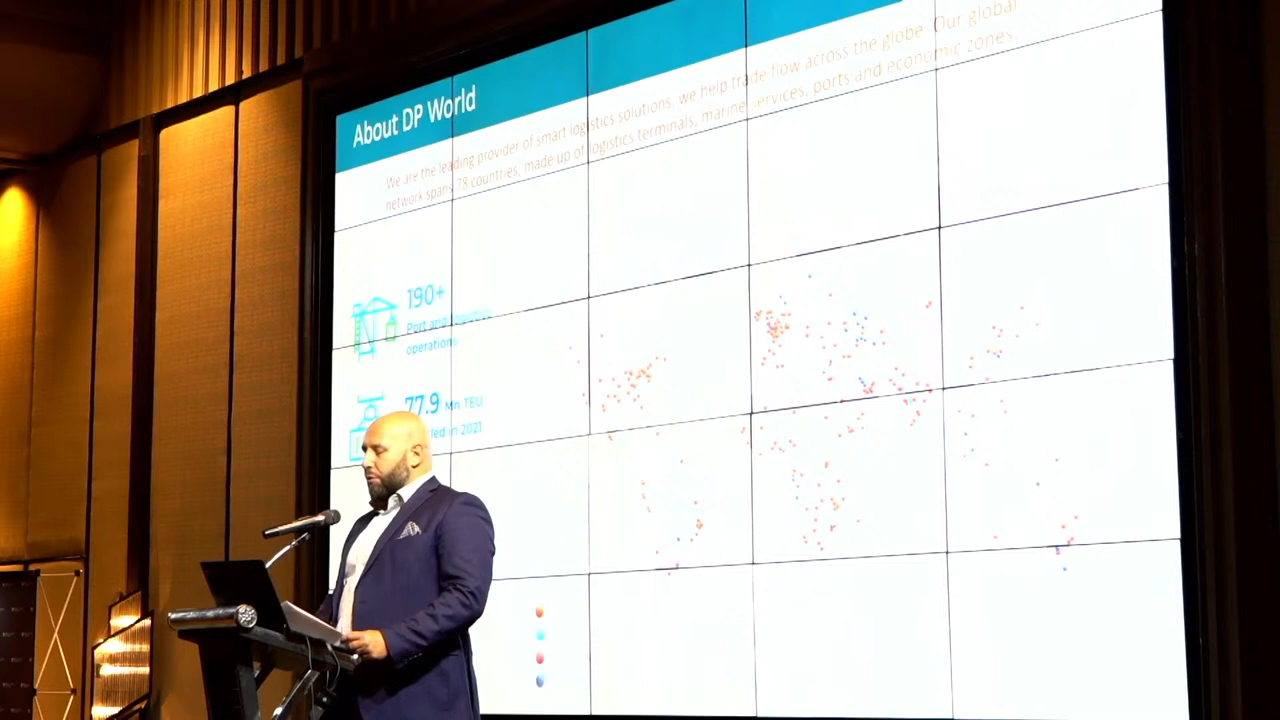 About DP World
We are the leading provider of smart logistics solutions, we help trade flow across the globe. Our global
network spans 78 countries, made up of logistics terminals, marine services, ports and economic zones.
190+
Port and logistics
operations
77.9 Mn TEU
led in 2021